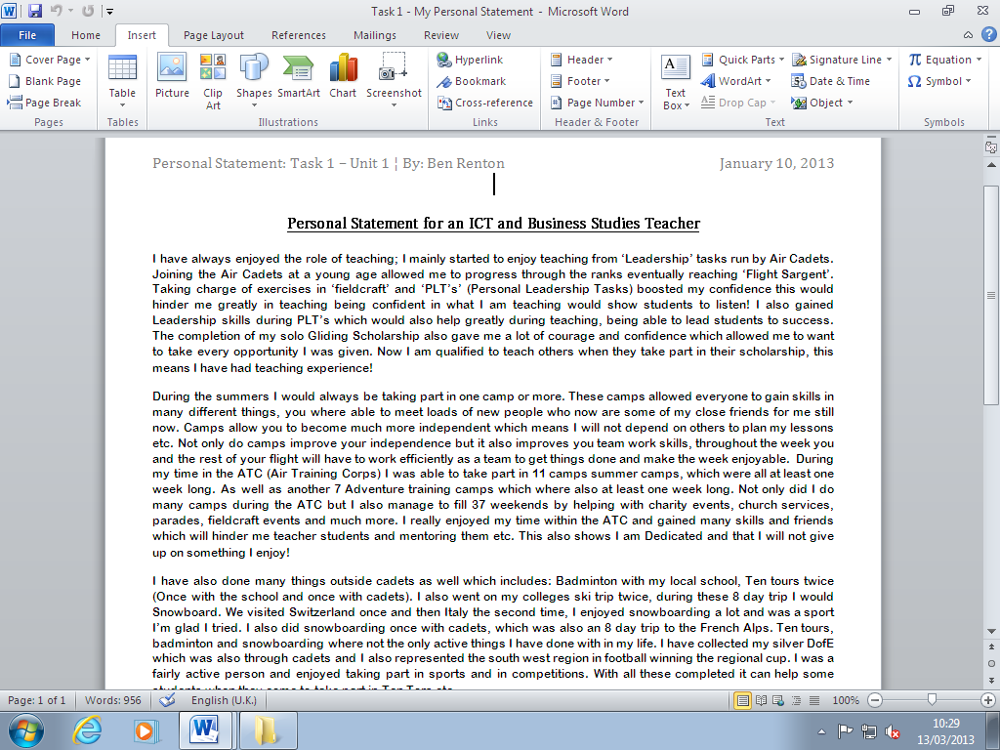 Task 1 - My Personal Statement - Microsoft Word
File Home Insert Page Layout References Mailings Review View
Cover Page
Blank Page
Page Break
Pages
Table
Tables
Picture
Clip Art
Shapes
SmartArt
Chart
Screenshot
Illustrations
Hyperlink
Bookmark
Cross-reference
Links
Header
Footer
Page Number
Header & Footer
Text Box
Quick Parts
WordArt
Drop Cap
Signature Line
Date & Time
Object
Text
Equation
Symbol
Symbols
Personal Statement: Task 1 – Unit 1 ¦ By: Ben Renton January 10, 2013
Personal Statement for an ICT and Business Studies Teacher
I have always enjoyed the role of teaching; I mainly started to enjoy teaching from ‘Leadership’ tasks run by Air Cadets.
Joining the Air Cadets at a young age allowed me to progress through the ranks eventually reaching ‘Flight Sargent’.
Taking charge of exercises in ‘fieldcraft’ and ‘PLT’s’ (Personal Leadership Tasks) boosted my confidence this would
hinder me greatly in teaching being confident in what I am teaching would show students to listen! I also gained
Leadership skills during PLT’s which would also help greatly during teaching, being able to lead students to success.
The completion of my solo Gliding Scholarship also gave me a lot of courage and confidence which allowed me to want
to take every opportunity I was given. Now I am qualified to teach others when they take part in their scholarship, this
means I have had teaching experience!
During the summers I would always be taking part in one camp or more. These camps allowed everyone to gain skills in
many different things, you where able to meet loads of new people who now are some of my close friends for me still
now. Camps allow you to become much more independent which means I will not depend on others to plan my lessons
etc. Not only do camps improve your independence but it also improves you team work skills, throughout the week you
and the rest of your flight will have to work efficiently as a team to get things done and make the week enjoyable. During
my time in the ATC (Air Training Corps) I was able to take part in 11 camps summer camps, which were all at least one
week long. As well as another 7 Adventure training camps which where also at least one week long. Not only did I do
many camps during the ATC but I also manage to fill 37 weekends by helping with charity events, church services,
parades, fieldcraft events and much more. I really enjoyed my time within the ATC and gained many skills and friends
which will hinder me teacher students and mentoring them etc. This also shows I am Dedicated and that I will not give
up on something I enjoy!
I have also done many things outside cadets as well which includes: Badminton with my local school, Ten tours twice
(Once with the school and once with cadets). I also went on my colleges ski trip twice, during these 8 day trip I would
Snowboard. We visited Switzerland once and then Italy the second time, I enjoyed snowboarding a lot and was a sport
I’m glad I tried. I also did snowboarding once with cadets, which was also an 8 day trip to the French Alps. Ten tours,
badminton and snowboarding where not the only active things I have done with in my life. I have collected my silver DofE
which was also through cadets and I also represented the south west region in football winning the regional cup. I was a
fairly active person and enjoyed taking part in sports and in competitions. With all these completed it can help some
Page: 1 of 1 Words: 956 English (U.K.) 100%
10:29
13/03/2013